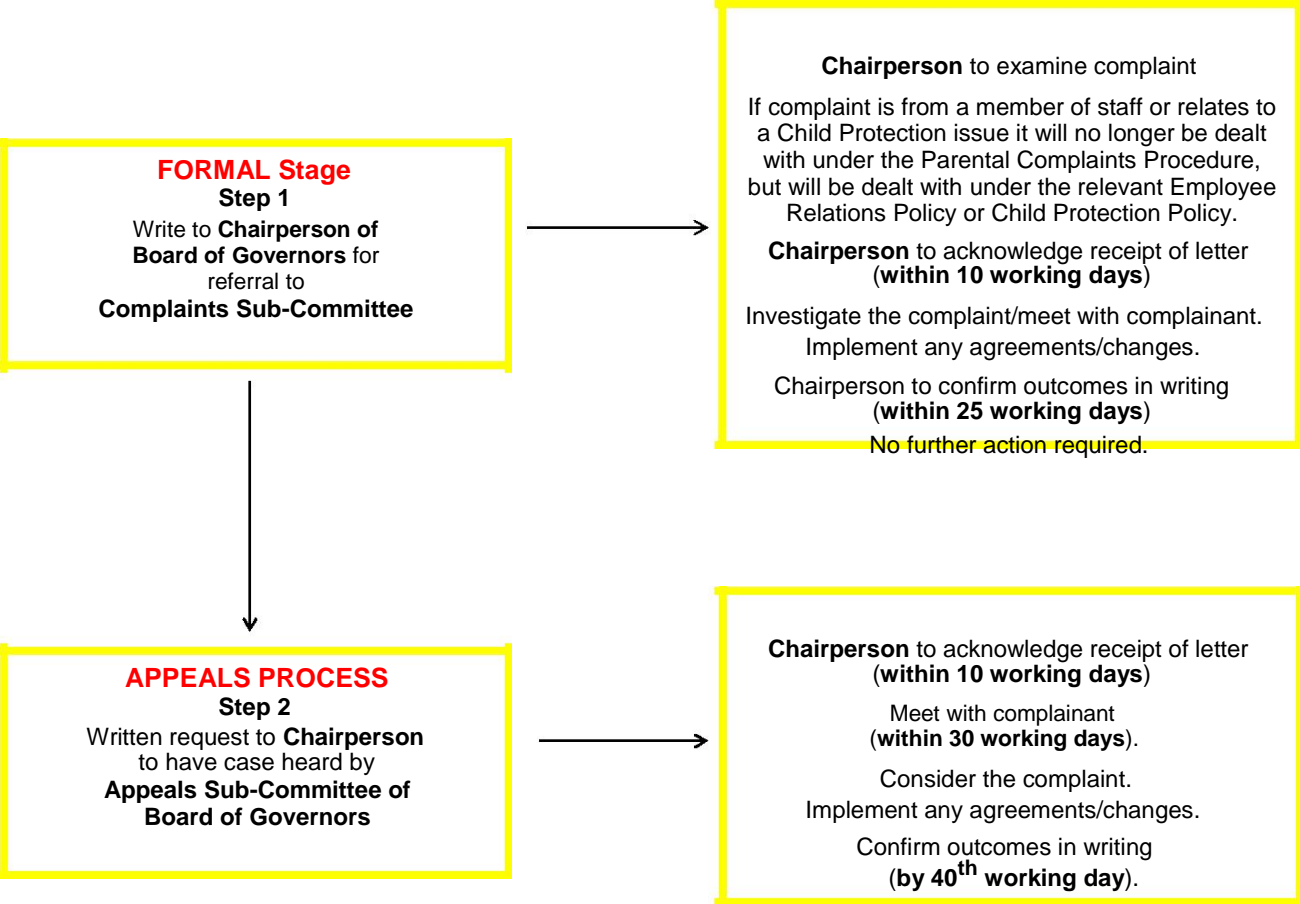 FORMAL Stage
Step 1
Write to Chairperson of
Board of Governors for
referral to
Complaints Sub-Committee
Chairperson to examine complaint
If complaint is from a member of staff or relates to
a Child Protection issue it will no longer be dealt
with under the Parental Complaints Procedure,
but will be dealt with under the relevant Employee
Relations Policy or Child Protection Policy.
Chairperson to acknowledge receipt of letter
(within 10 working days)
Investigate the complaint/meet with complainant.
Implement any agreements/changes.
Chairperson to confirm outcomes in writing
(within 25 working days)
No further action required.
APPEALS PROCESS
Step 2
Written request to Chairperson
to have case heard by
Appeals Sub-Committee of
Board of Governors
Chairperson to acknowledge receipt of letter
(within 10 working days)
Meet with complainant
(within 30 working days).
Consider the complaint.
Implement any agreements/changes.
Confirm outcomes in writing
(by 40th working day).